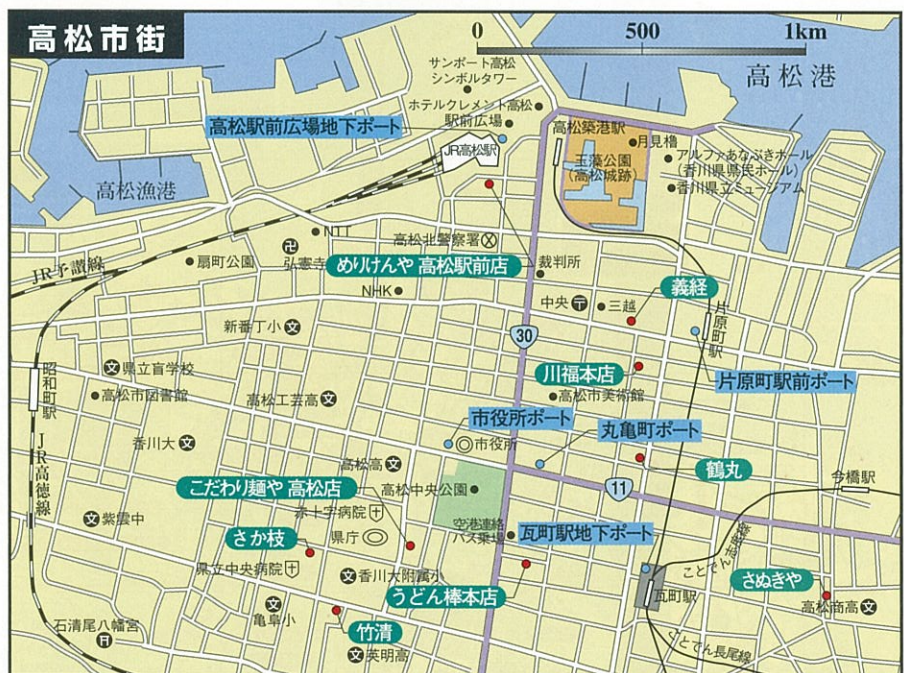 高松市街
0 500 1km
サンポート高松
シンボルタワー
高松港
ホテルクレメント高松
駅前広場
高松駅前広場地下ポート
高松築港駅
月見櫓
JR高松駅
玉藻公園
(高松城跡)
アルファあなぶきホール
(香川県県民ホール)
香川県立ミュージアム
高松漁港
NTT
弘憲寺
高松北警察署
JR予讃線
扇町公園
めりけんや 高松駅前店
裁判所
NHK
中央
三越
義経
新番丁小
30
片原町駅
県立盲学校
川福本店
片原町駅前ポート
昭和町駅
高松市図書館
高松工芸高
高松市美術館
市役所ポート
丸亀町ポート
香川大
市役所
JR高徳線
高松高
鶴丸
今橋駅
こだわり麺や 高松店
高松中央公園
11
赤十字病院
紫雲中
空港連絡
バス乗場
瓦町駅地下ポート
さか枝
県庁
ことでん志度線
県立中央病院
香川大附属小
うどん棒本店
さぬきや
瓦町駅
亀阜小
高松商高
石清尾八幡宮
竹清
英明高
ことでん長尾線